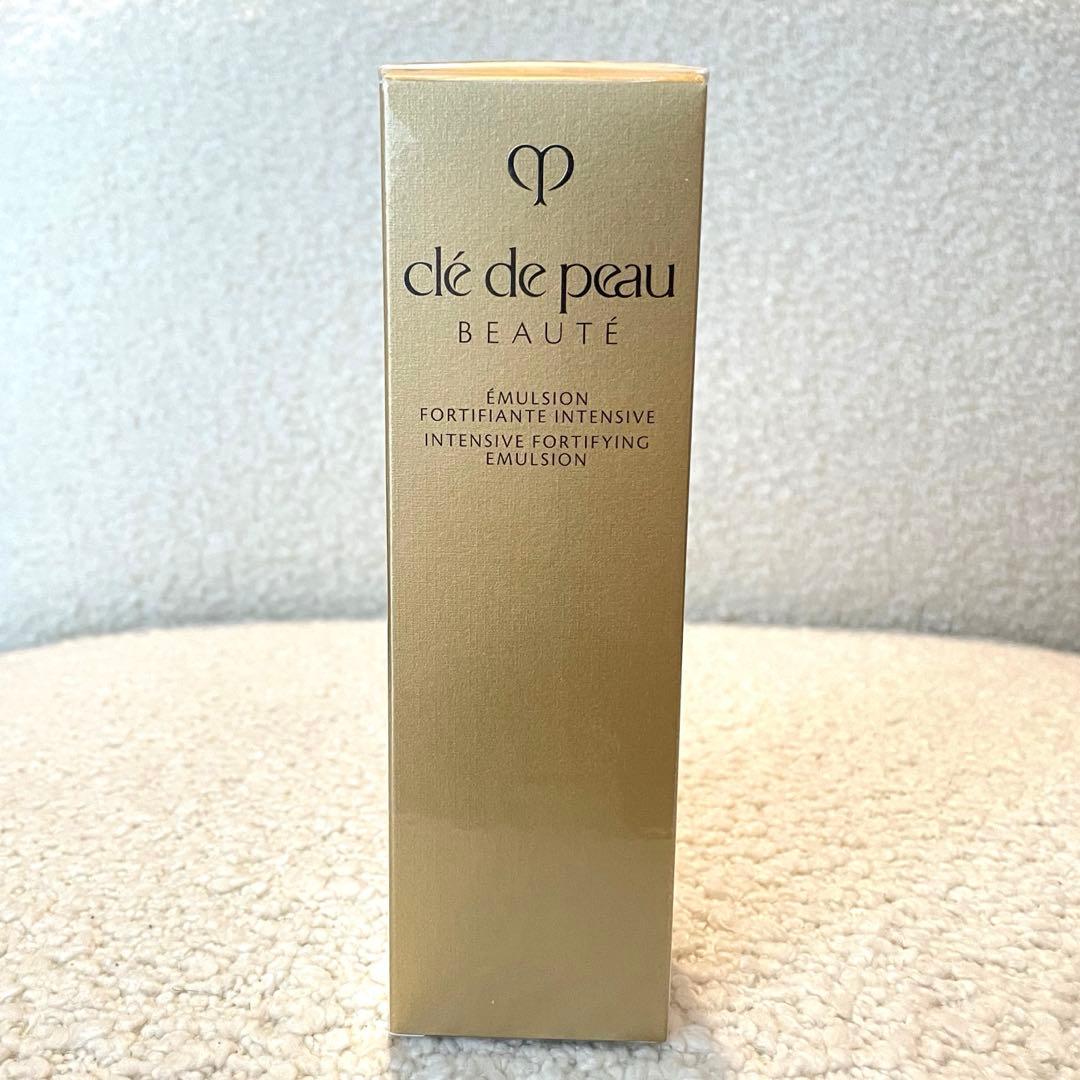 clé de peau
BEAUTÉ
ÉMULSION
FORTIFIANTE INTENSIVE
INTENSIVE FORTIFYING
EMULSION